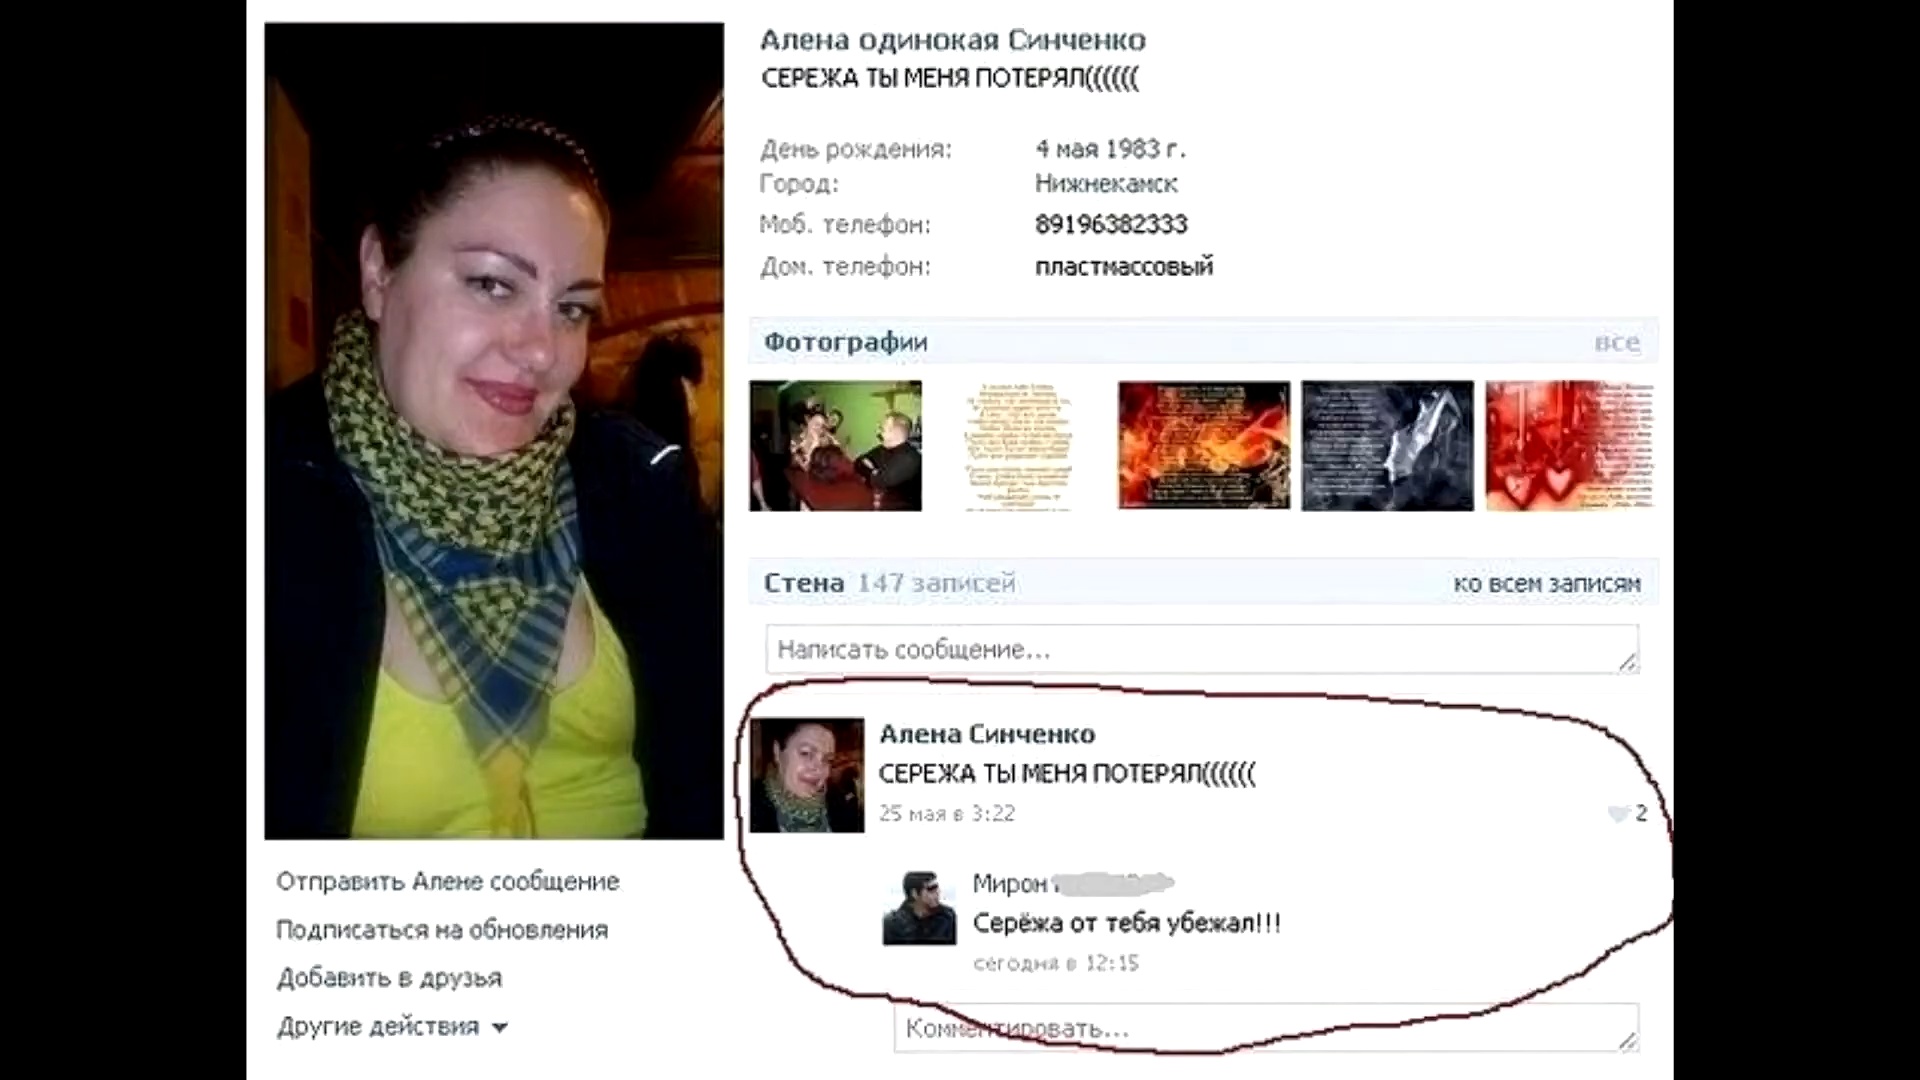 Алена одинокая Синченко
СЕРЕЖА ТЫ МЕНЯ ПОТЕРЯЛ((((((
День рождения: 4 мая 1983 г.
Город: Нижнекамск
Моб. телефон: 89196382333
Дом. телефон: пластмассовый
Фотографии все
Стена 147 записей ко всем записям
Написать сообщение...
Алена Синченко
СЕРЕЖА ТЫ МЕНЯ ПОТЕРЯЛ((((((
25 мая в 3:22
2
Мирон
Серёжа от тебя убежал!!!
сегодня в 12:15
Комментировать...
Отправить Алене сообщение
Подписаться на обновления
Добавить в друзья
Другие действия